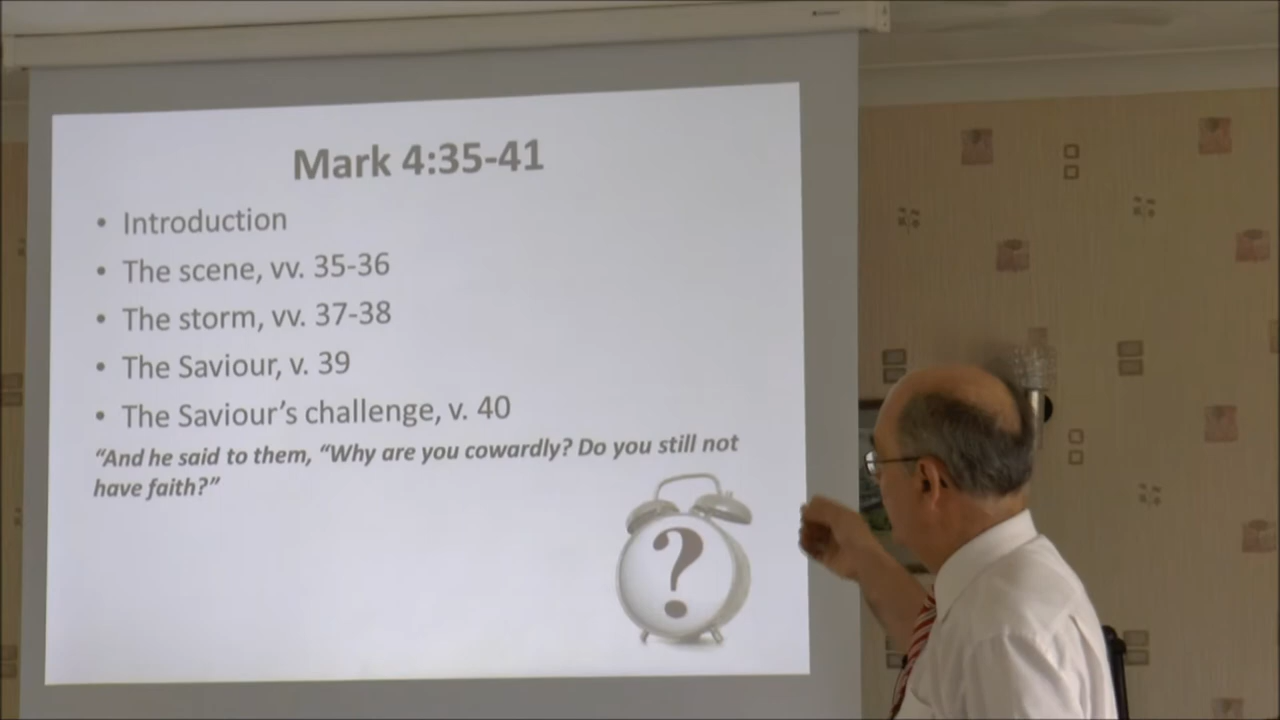 Mark 4:35-41
• Introduction
• The scene, vv. 35-36
• The storm, vv. 37-38
• The Saviour, v. 39
• The Saviour's challenge, v. 40
“And he said to them, “Why are you cowardly? Do you still not
have faith?”
?